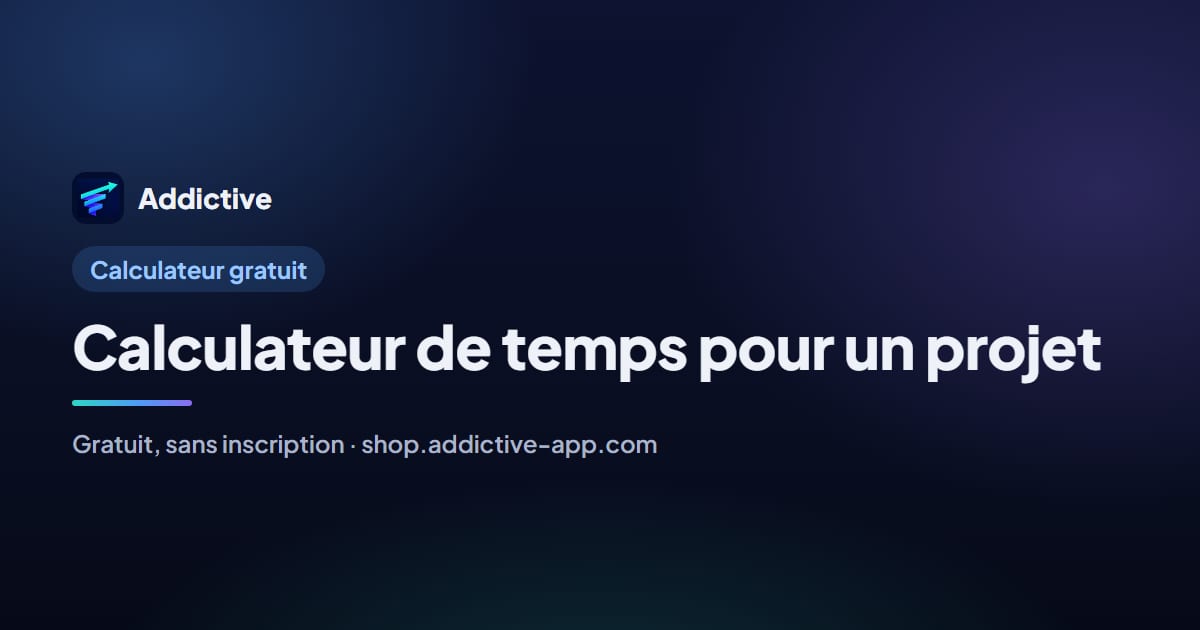 Addictive
Calculateur gratuit
Calculateur de temps pour un projet
Gratuit, sans inscription · shop.addictive-app.com